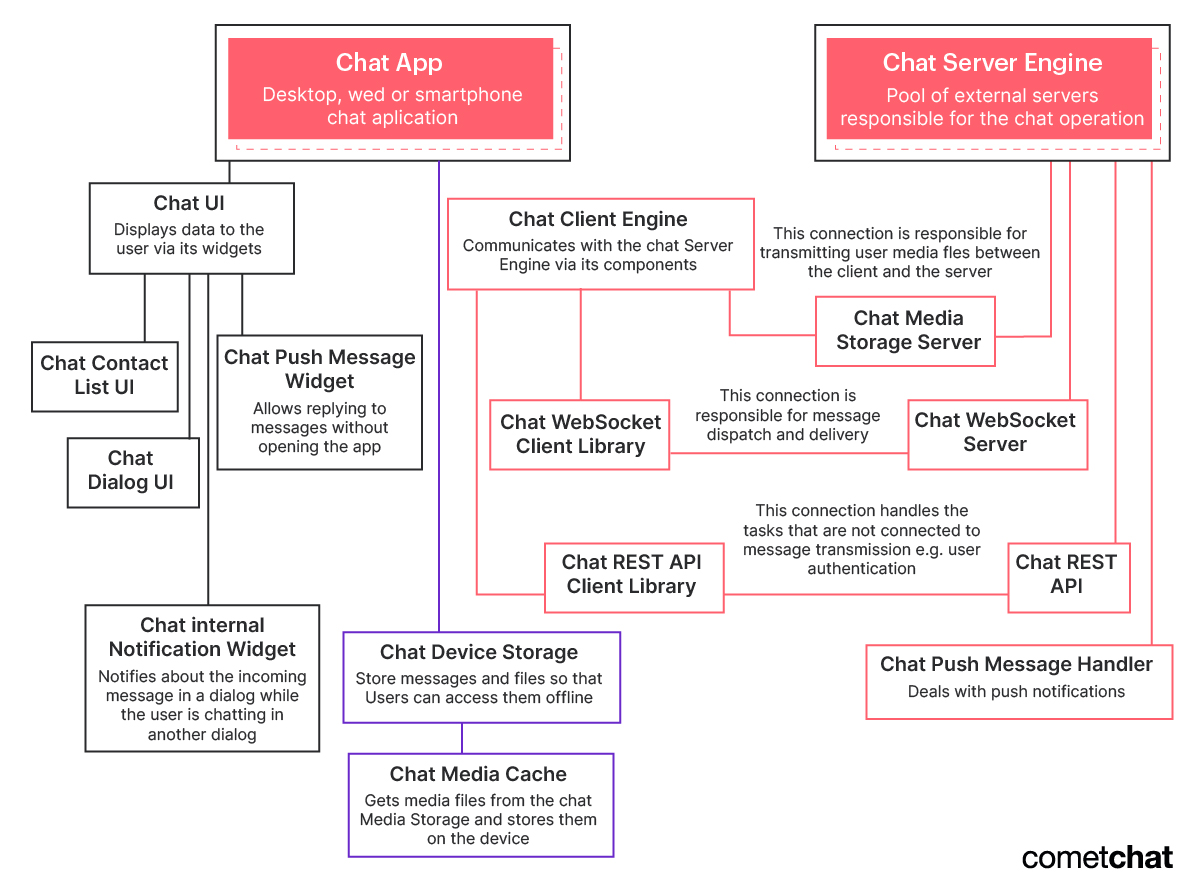 Chat App
Desktop, wed or smartphone
chat aplication
Chat Server Engine
Pool of external servers
responsible for the chat operation
Chat UI
Displays data to the
user via its widgets
Chat Client Engine
Communicates with the chat Server
Engine via its components
This connection is responsible for
transmitting user media fles between
the client and the server
Chat Media
Storage Server
Chat Contact
List UI
Chat Push Message
Widget
Allows replying to
messages without
opening the app
Chat WebSocket
Client Library
This connection is
responsible for message
dispatch and delivery
Chat WebSocket
Server
Chat
Dialog UI
This connection handles the
tasks that are not connected to
message transmission e.g. user
authentication
Chat REST API
Client Library
Chat REST
API
Chat internal
Notification Widget
Notifies about the incoming
message in a dialog while
the user is chatting in
another dialog
Chat Device Storage
Store messages and files so that
Users can access them offline
Chat Push Message Handler
Deals with push notifications
Chat Media Cache
Gets media files from the chat
Media Storage and stores them
on the device
cometchat